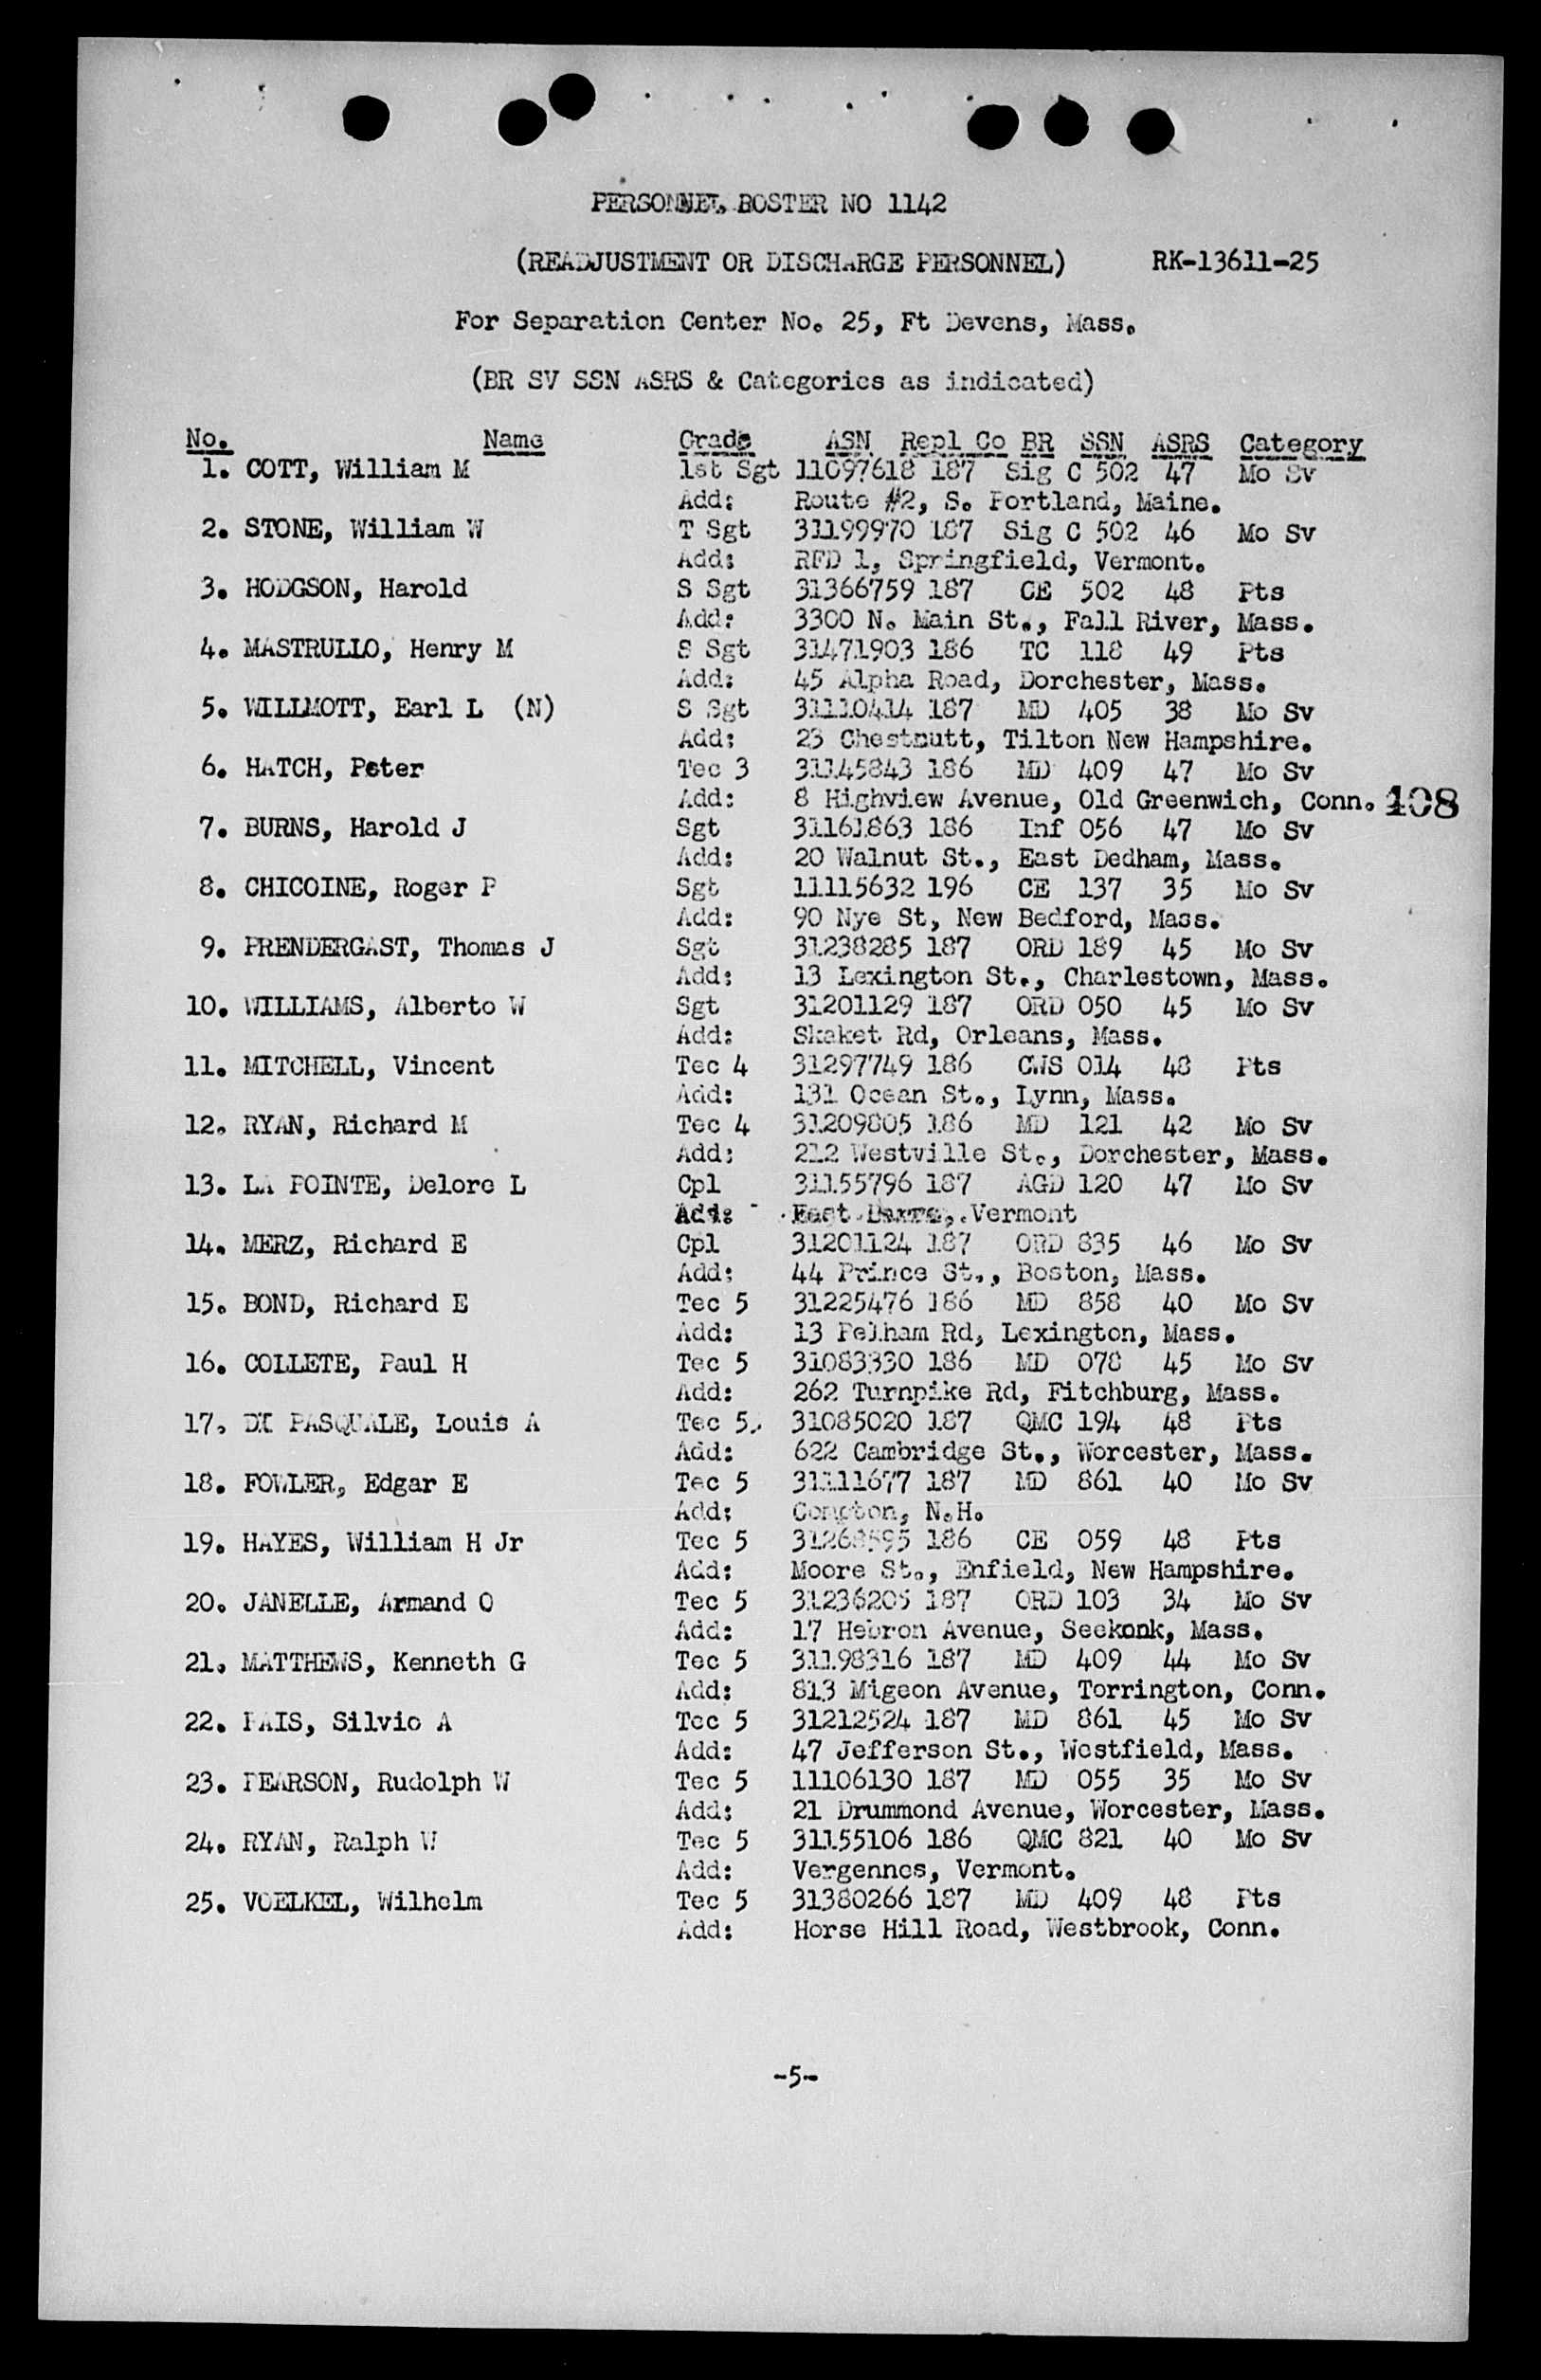 PERSONNEL ROSTER NO 1142
(READJUSTMENT OR DISCHARGE PERSONNEL) RK-13611-25
For Separation Center No. 25, Ft Devens, Mass.
(BR SV SSN ASRS & Categories as indicated)
No. Name Grade ASN Repl Co BR SSN ASRS Category
1. COTT, William M 1st Sgt 11097618 187 Sig C 502 47 Mo Sv
Add: Route #2, S. Portland, Maine.
2. STONE, William W T Sgt 31199970 187 Sig C 502 46 Mo Sv
Add: RFD 1, Springfield, Vermont.
3. HODGSON, Harold S Sgt 31366759 187 CE 502 48 Pts
Add: 3300 N. Main St., Fall River, Mass.
4. MASTRULLO, Henry M S Sgt 31471903 186 TC 118 49 Pts
Add: 45 Alpha Road, Dorchester, Mass.
5. WILLMOTT, Earl L (N) S Sgt 31110414 187 MD 405 38 Mo Sv
Add: 23 Chestnutt, Tilton New Hampshire.
6. HATCH, Peter Tec 3 31145843 186 MD 409 47 Mo Sv
Add: 8 Highview Avenue, Old Greenwich, Conn. 108
7. BURNS, Harold J Sgt 31161863 186 Inf 056 47 Mo Sv
Add: 20 Walnut St., East Dedham, Mass.
8. CHICOINE, Roger P Sgt 11115632 196 CE 137 35 Mo Sv
Add: 90 Nye St, New Bedford, Mass.
9. PRENDERGAST, Thomas J Sgt 31238285 187 ORD 189 45 Mo Sv
Add: 13 Lexington St., Charlestown, Mass.
10. WILLIAMS, Alberto W Sgt 31201129 187 ORD 050 45 Mo Sv
Add: Skaket Rd, Orleans, Mass.
11. MITCHELL, Vincent Tec 4 31297749 186 CWS 014 48 Pts
Add: 131 Ocean St., Lynn, Mass.
12. RYAN, Richard M Tec 4 31209805 186 MD 121 42 Mo Sv
Add: 212 Westville St., Dorchester, Mass.
13. LA POINTE, Delore L Cpl 31155796 187 AGD 120 47 Mo Sv
Add: East Barre, Vermont
14. MERZ, Richard E Cpl 31201124 187 ORD 835 46 Mo Sv
Add: 44 Prince St., Boston, Mass.
15. BOND, Richard E Tec 5 31225476 186 MD 858 40 Mo Sv
Add: 13 Pelham Rd, Lexington, Mass.
16. COLLETE, Paul H Tec 5 31083330 186 MD 078 45 Mo Sv
Add: 262 Turnpike Rd, Fitchburg, Mass.
17. DI PASQUALE, Louis A Tec 5 31085020 187 QMC 194 48 Pts
Add: 622 Cambridge St., Worcester, Mass.
18. FOWLER, Edgar E Tec 5 31111677 187 MD 861 40 Mo Sv
Add: Compton, N.H.
19. HAYES, William H Jr Tec 5 31268595 186 CE 059 48 Pts
Add: Moore St., Enfield, New Hampshire.
20. JANELLE, Armand O Tec 5 31236205 187 ORD 103 34 Mo Sv
Add: 17 Hebron Avenue, Seekonk, Mass.
21. MATTHEWS, Kenneth G Tec 5 31198316 187 MD 409 44 Mo Sv
Add: 813 Migeon Avenue, Torrington, Conn.
22. PAIS, Silvio A Tec 5 31212524 187 MD 861 45 Mo Sv
Add: 47 Jefferson St., Westfield, Mass.
23. PEARSON, Rudolph W Tec 5 11106130 187 MD 055 35 Mo Sv
Add: 21 Drummond Avenue, Worcester, Mass.
24. RYAN, Ralph W Tec 5 31155106 186 QMC 821 40 Mo Sv
Add: Vergennes, Vermont.
25. VOELKEL, Wilhelm Tec 5 31380266 187 MD 409 48 Pts
Add: Horse Hill Road, Westbrook, Conn.
-5-